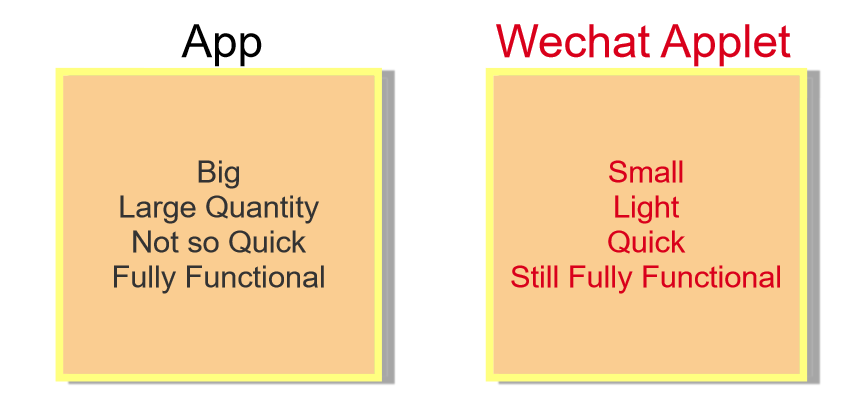 App
Big
Large Quantity
Not so Quick
Fully Functional
Wechat Applet
Small
Light
Quick
Still Fully Functional